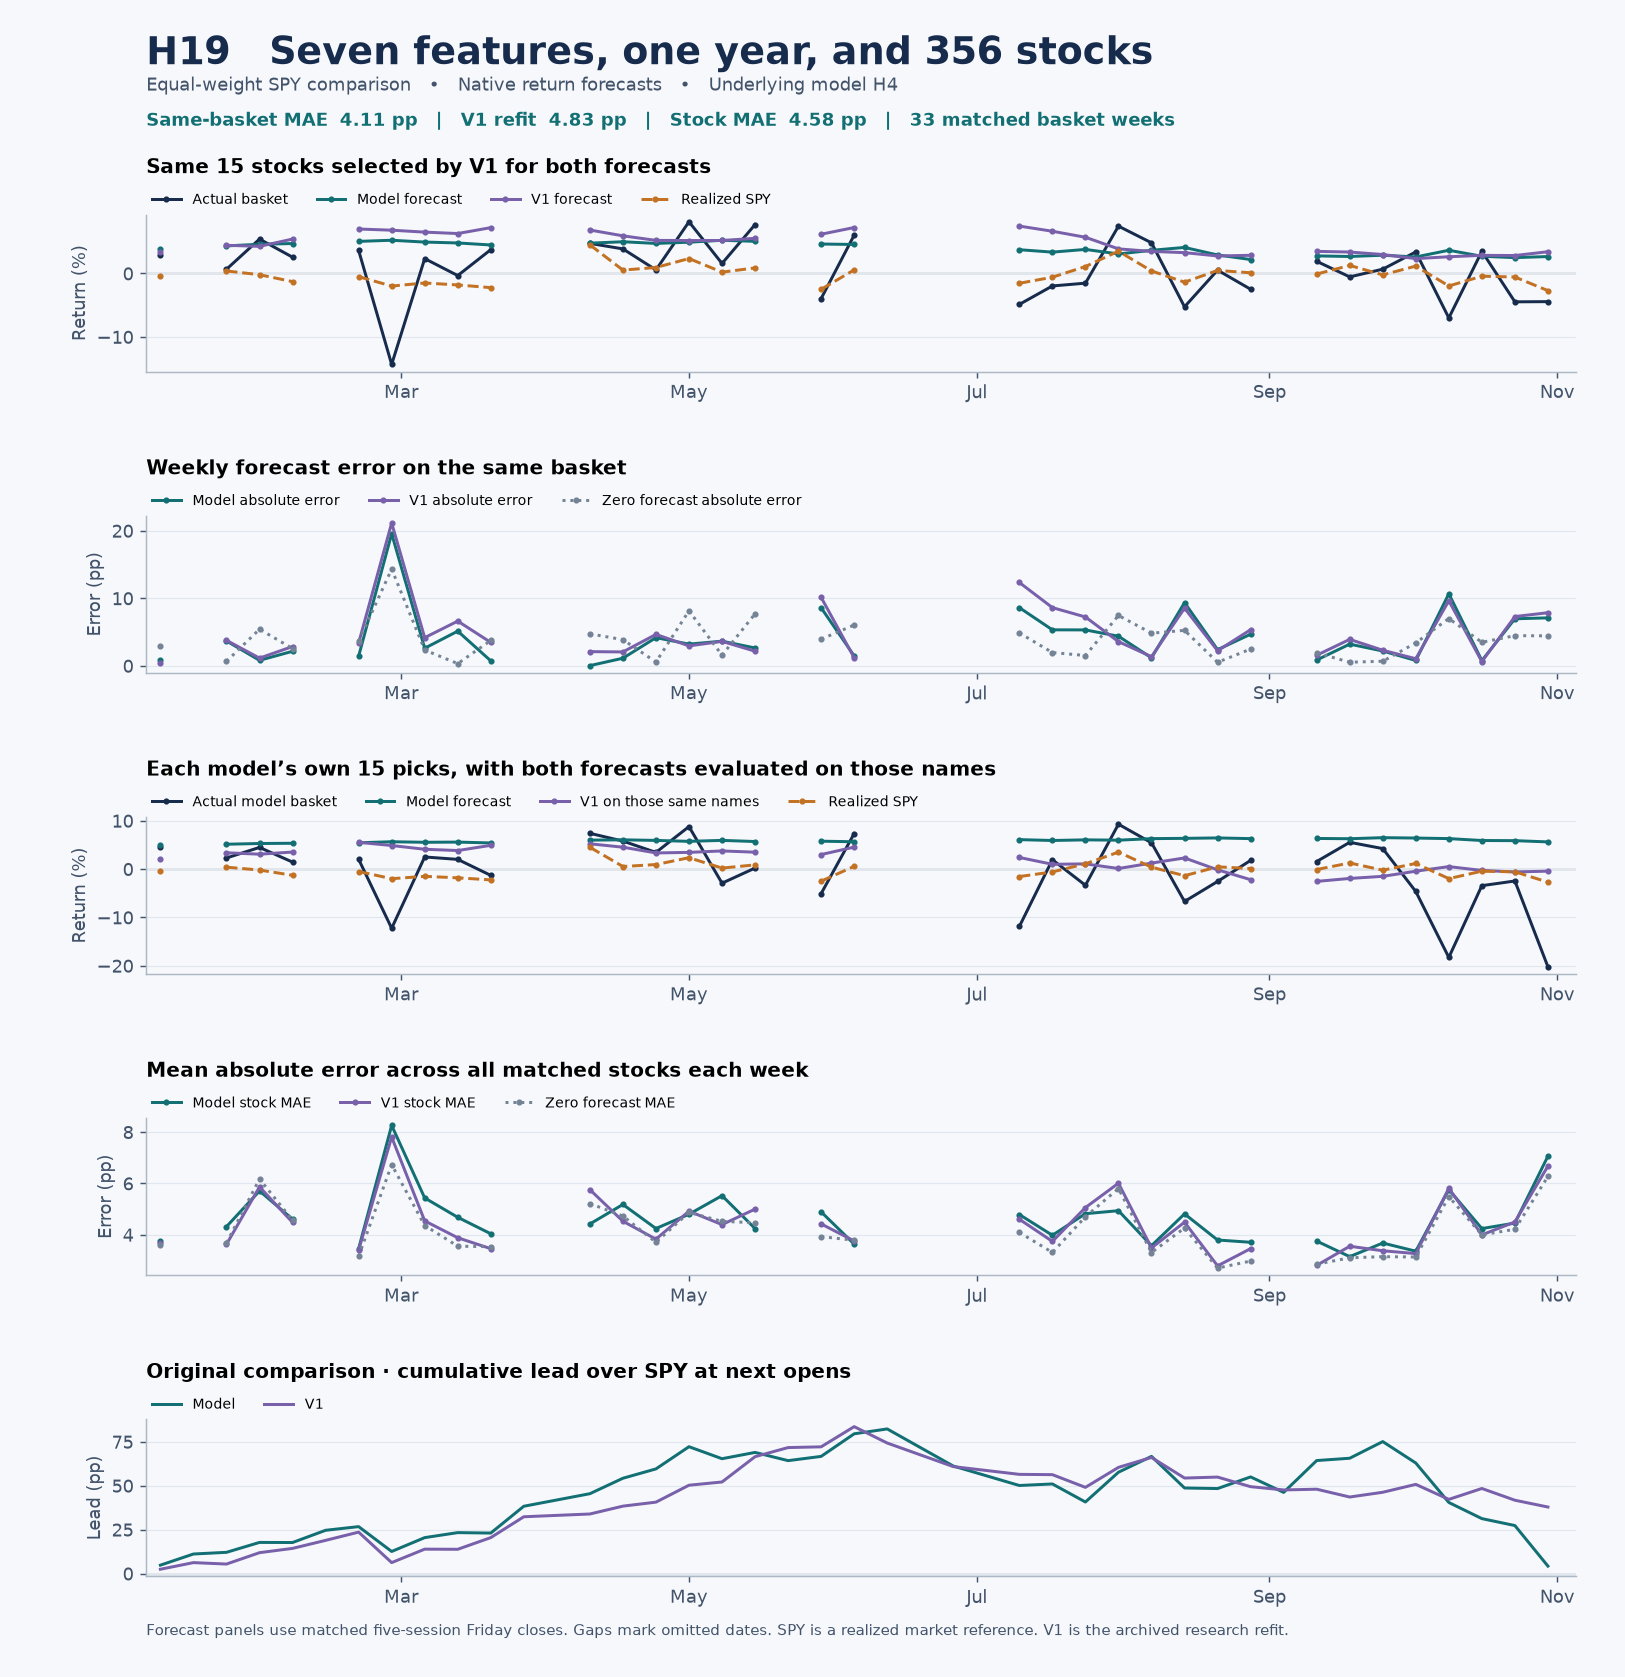 H19   Seven features, one year, and 356 stocks
Equal-weight SPY comparison   •   Native return forecasts   •   Underlying model H4
Same-basket MAE  4.11 pp   |   V1 refit  4.83 pp   |   Stock MAE  4.58 pp   |   33 matched basket weeks
Same 15 stocks selected by V1 for both forecasts
Actual basket   Model forecast   V1 forecast   Realized SPY
Return (%)
0
−10
Mar   May   Jul   Sep   Nov
Weekly forecast error on the same basket
Model absolute error   V1 absolute error   Zero forecast absolute error
Error (pp)
20
10
0
Mar   May   Jul   Sep   Nov
Each model’s own 15 picks, with both forecasts evaluated on those names
Actual model basket   Model forecast   V1 on those same names   Realized SPY
Return (%)
10
0
−10
−20
Mar   May   Jul   Sep   Nov
Mean absolute error across all matched stocks each week
Model stock MAE   V1 stock MAE   Zero forecast MAE
Error (pp)
8
6
4
Mar   May   Jul   Sep   Nov
Original comparison · cumulative lead over SPY at next opens
Model   V1
Lead (pp)
75
50
25
0
Mar   May   Jul   Sep   Nov
Forecast panels use matched five-session Friday closes. Gaps mark omitted dates. SPY is a realized market reference. V1 is the archived research refit.